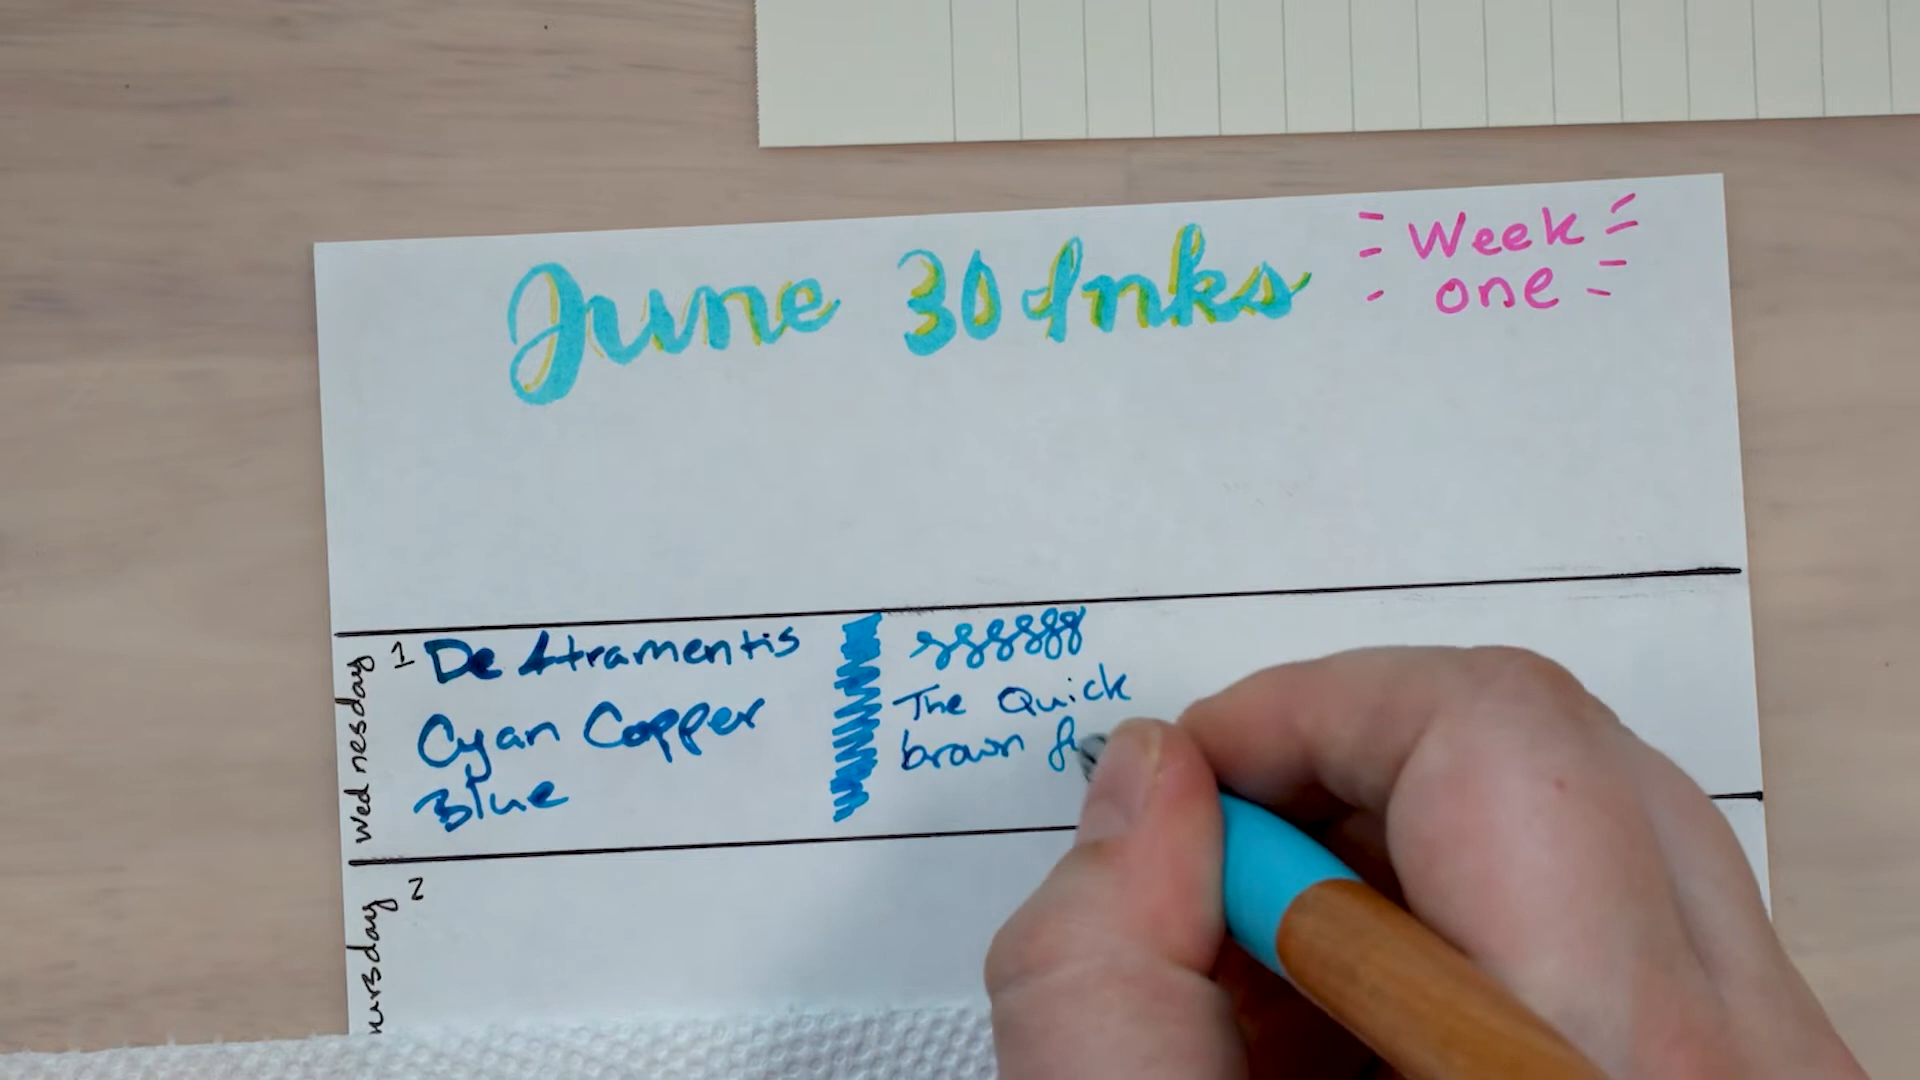 June 30 Inks
Week
one
Wednesday
1
De Atramentis
Cyan Copper
Blue
The Quick
brown
2